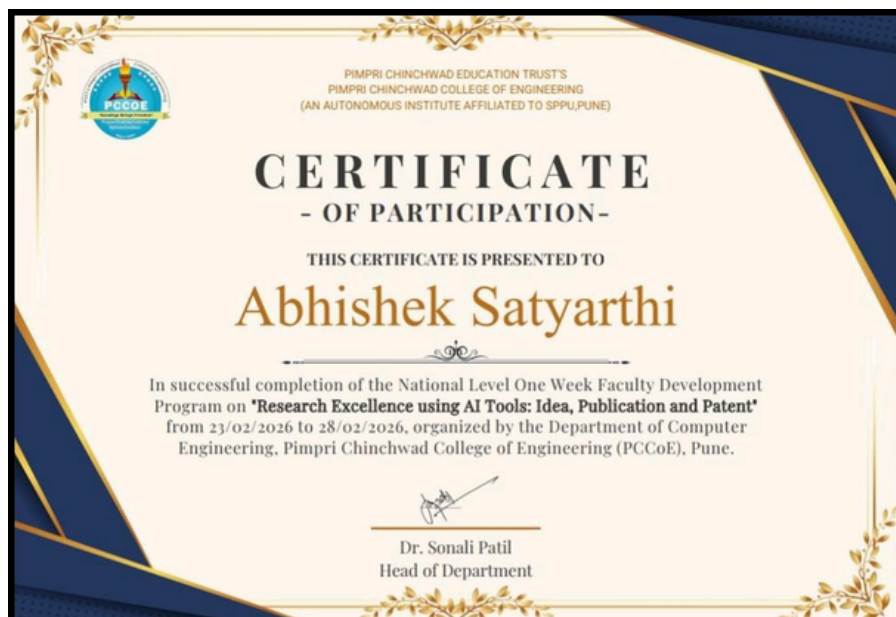 PCCOE
PIMPRI CHINCHWAD EDUCATION TRUST'S
PIMPRI CHINCHWAD COLLEGE OF ENGINEERING
(AN AUTONOMOUS INSTITUTE AFFILIATED TO SPPU,PUNE)
CERTIFICATE
- OF PARTICIPATION-
THIS CERTIFICATE IS PRESENTED TO
Abhishek Satyarthi
In successful completion of the National Level One Week Faculty Development
Program on "Research Excellence using AI Tools: Idea, Publication and Patent"
from 23/02/2026 to 28/02/2026, organized by the Department of Computer
Engineering, Pimpri Chinchwad College of Engineering (PCCoE), Pune.
Dr. Sonali Patil
Head of Department